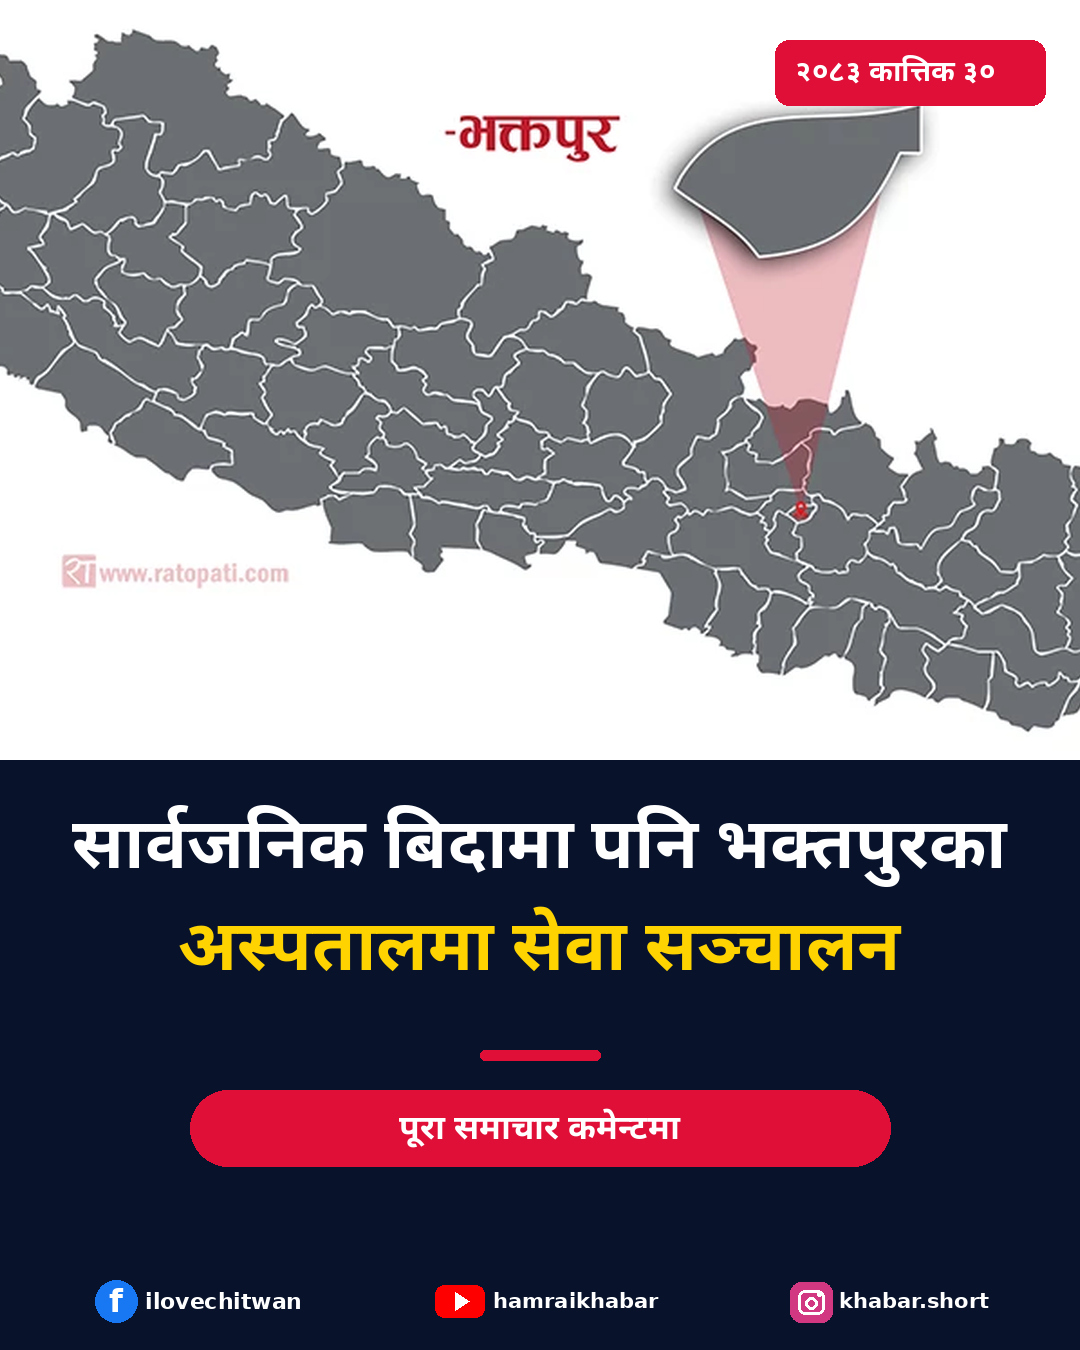 २०८३ कात्तिक ३०
-भक्तपुर
www.ratopati.com
सार्वजनिक बिदामा पनि भक्तपुरका
अस्पतालमा सेवा सञ्चालन
पूरा समाचार कमेन्टमा
ilovechitwan
hamraikhabar
khabar.short